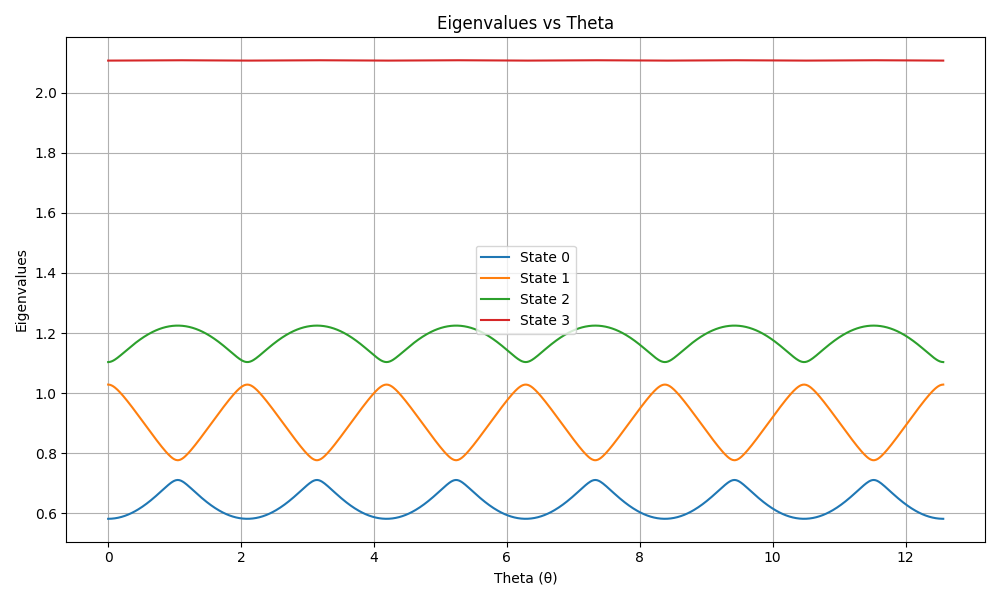 Eigenvalues vs Theta
2.0
1.8
1.6
1.4
1.2
1.0
0.8
0.6
Eigenvalues
State 0
State 1
State 2
State 3
0 2 4 6 8 10 12
Theta (θ)